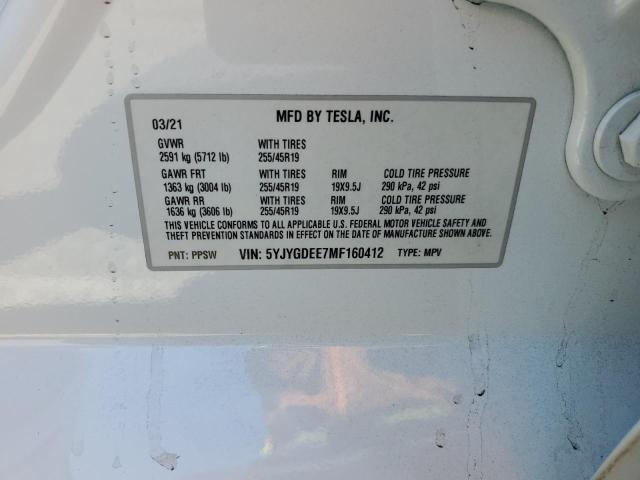 03/21 MFD BY TESLA, INC.
GVWR WITH TIRES
2591 kg (5712 lb) 255/45R19
GAWR FRT WITH TIRES RIM COLD TIRE PRESSURE
1363 kg (3004 lb) 255/45R19 19X9.5J 290 kPa, 42 psi
GAWR RR WITH TIRES RIM COLD TIRE PRESSURE
1636 kg (3606 lb) 255/45R19 19X9.5J 290 kPa, 42 psi
THIS VEHICLE CONFORMS TO ALL APPLICABLE U.S. FEDERAL MOTOR VEHICLE SAFETY AND
THEFT PREVENTION STANDARDS IN EFFECT ON THE DATE OF MANUFACTURE SHOWN ABOVE.
PNT: PPSW VIN: 5YJYGDEE7MF160412 TYPE: MPV